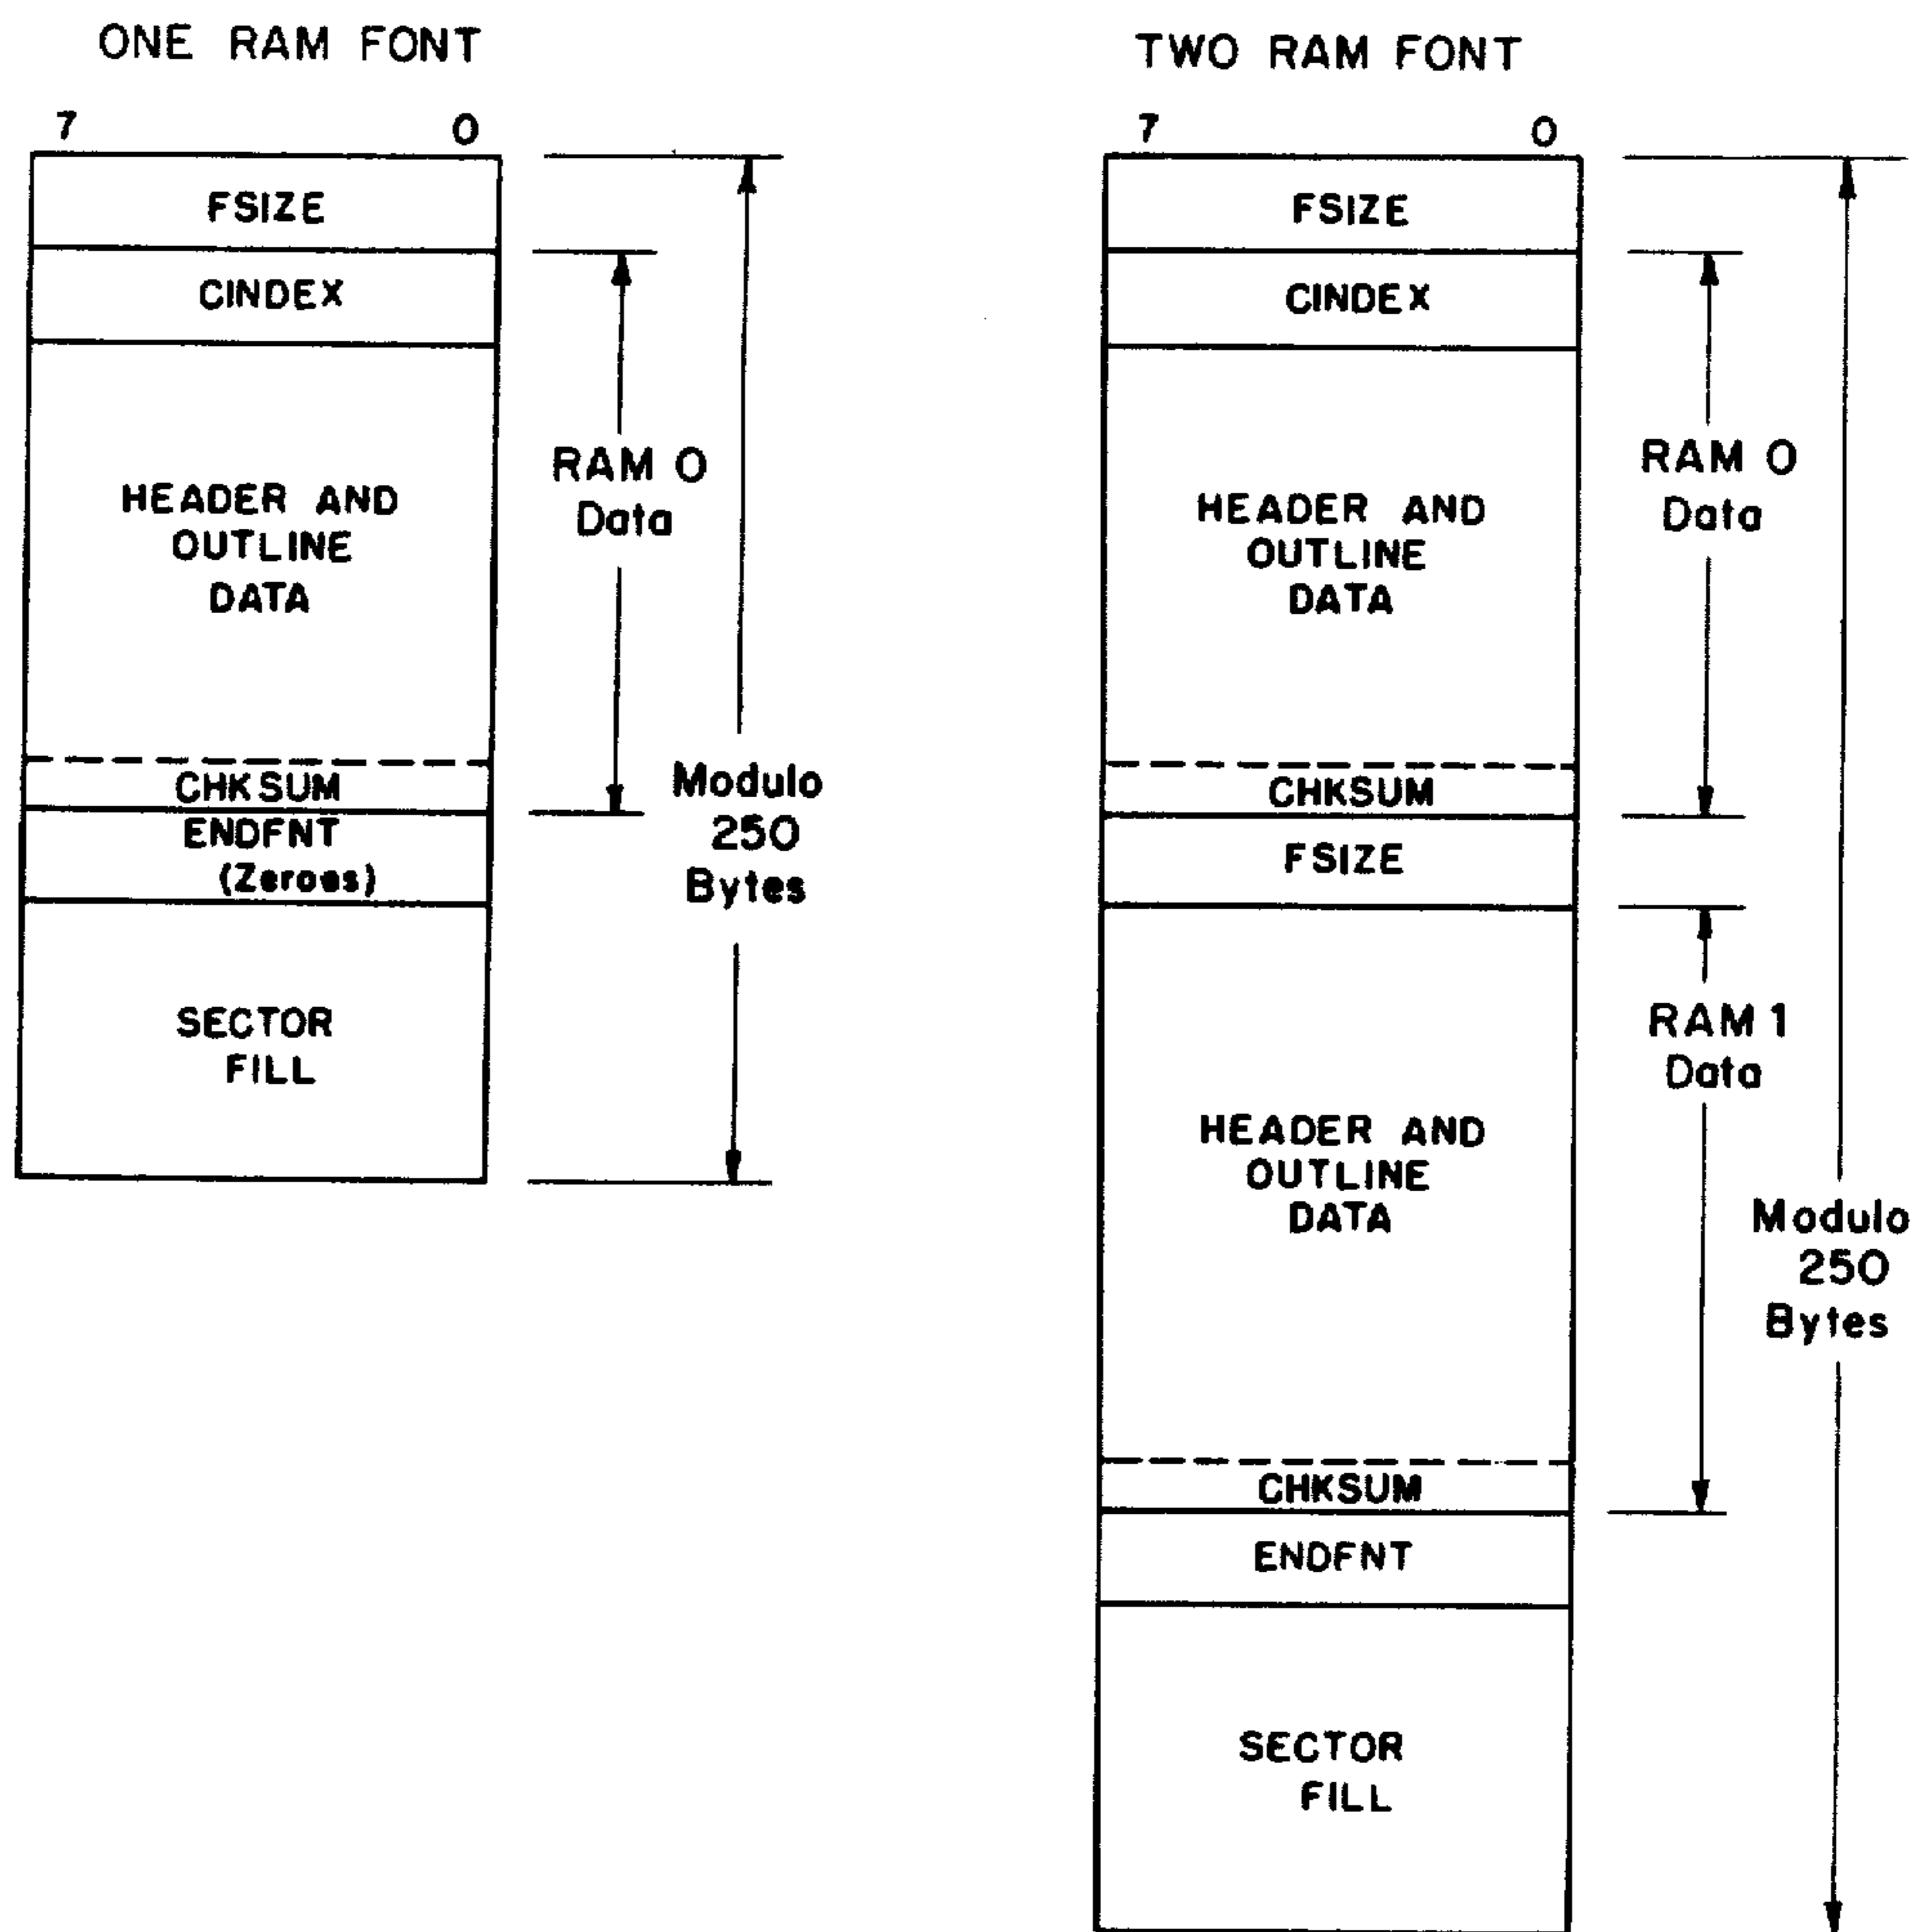 ONE RAM FONT
7 0
FSIZE
CINDEX
HEADER AND
OUTLINE
DATA
CHKSUM
ENDFNT
(Zeroes)
SECTOR
FILL
RAM 0
Data
Modulo
250
Bytes
TWO RAM FONT
7 0
FSIZE
CINDEX
HEADER AND
OUTLINE
DATA
CHKSUM
FSIZE
HEADER AND
OUTLINE
DATA
CHKSUM
ENDFNT
SECTOR
FILL
RAM 0
Data
RAM 1
Data
Modulo
250
Bytes